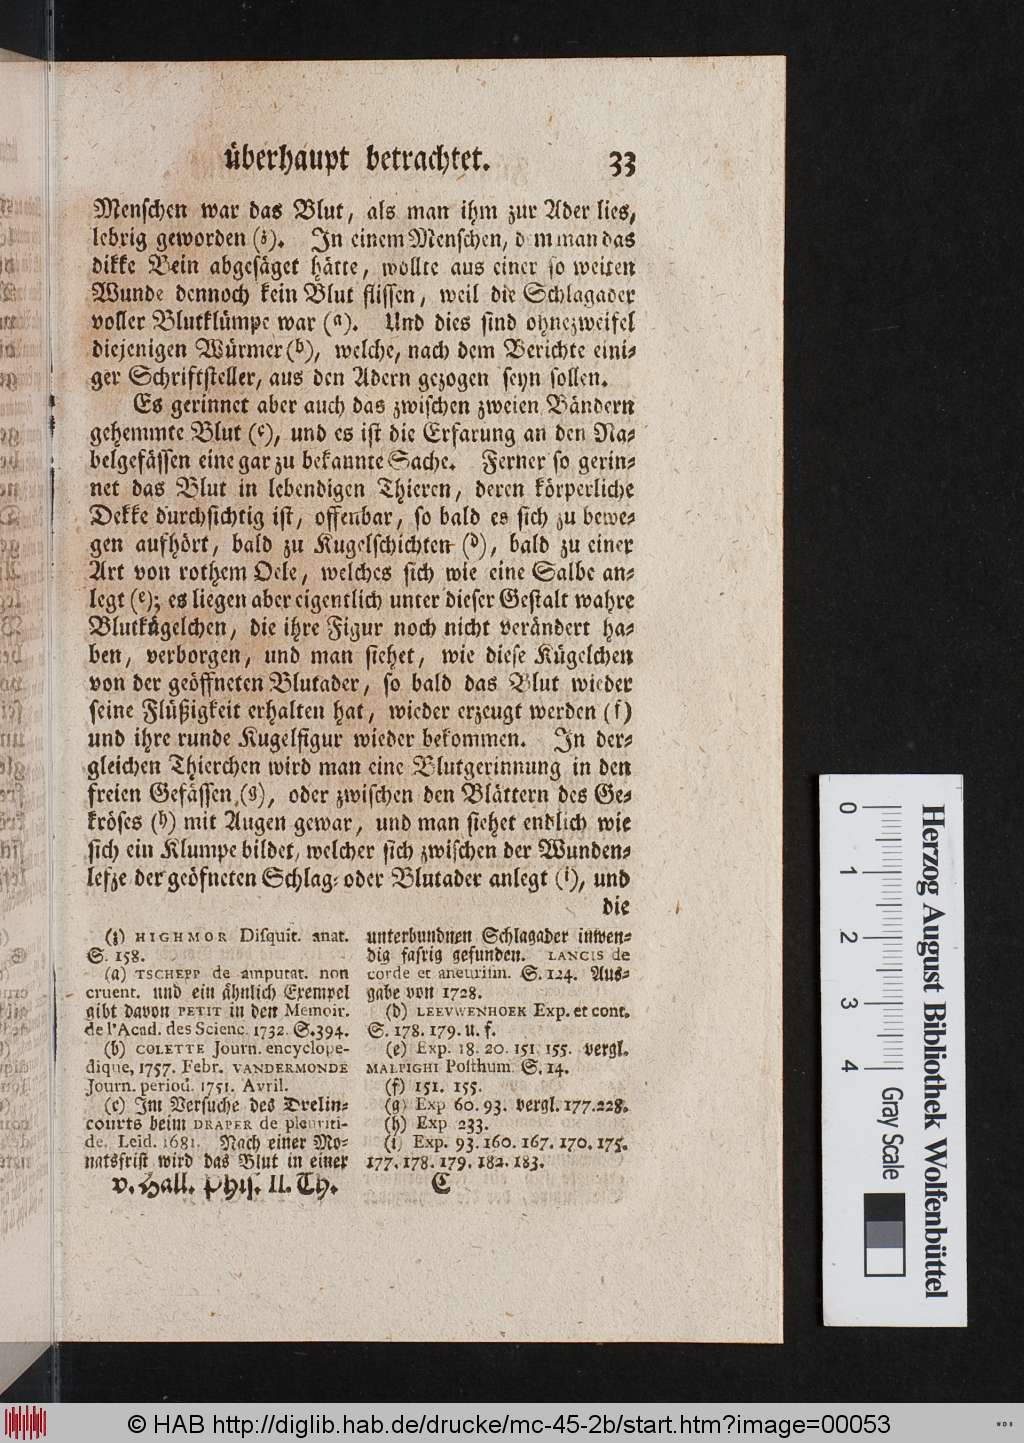 überhaupt betrachtet. 33
Menschen war das Blut, als man ihm zur Ader lies,
lebrig geworden (z). In einem Menschen, dem man das
dikke Bein abgesäget hätte, wollte aus einer so weiten
Wunde dennoch kein Blut flissen, weil die Schlagader
voller Blutklümpe war (a). Und dies sind ohnezweifel
diejenigen Würmer (b), welche, nach dem Berichte eini-
ger Schriftsteller, aus den Adern gezogen seyn sollen.
Es gerinnet aber auch das zwischen zweien Bändern
gehemmte Blut (c), und es ist die Erfarung an den Na-
belgefässen eine gar zu bekannte Sache. Ferner so gerin-
net das Blut in lebendigen Thieren, deren körperliche
Dekke durchsichtig ist, offenbar, so bald es sich zu bewe-
gen aufhört, bald zu Kugelschichten (d), bald zu einer
Art von rothem Oele, welches sich wie eine Salbe an-
legt (e); es liegen aber eigentlich unter dieser Gestalt wahre
Blutkügelchen, die ihre Figur noch nicht verändert ha-
ben, verborgen, und man siehet, wie diese Kügelchen
von der geöffneten Blutader, so bald das Blut wieder
seine Flüßigkeit erhalten hat, wieder erzeugt werden (f)
und ihre runde Kugelfigur wieder bekommen. In der-
gleichen Thierchen wird man eine Blutgerinnung in den
freien Gefässen (g), oder zwischen den Blättern des Ge-
kröses (h) mit Augen gewar, und man siehet endlich wie
sich ein Klumpe bildet, welcher sich zwischen der Wunden-
lefze der geöfneten Schlag- oder Blutader anlegt (i), und
die
(z) HIGHMOR Disquit. anat.
S. 158.
(a) TSCHEPP de amputat. non
cruent. und ein ähnlich Exempel
gibt davon PETIT in den Memoir.
de l'Acad. des Scienc. 1732. S. 394.
(b) COLETTE Journ. encyclope-
dique, 1757. Febr. VANDERMONDE
Journ. period. 1751. Avril.
(c) Im Versuche des Drelin-
courts beim DRAPER de pleuriti-
de. Leid. 1681. Nach einer Mo-
natsfrist wird das Blut in einer
unterbundnen Schlagader inwen-
dig fasrig gefunden. LANCIS de
corde et aneurism. S. 124. Aus-
gabe von 1728.
(d) LEEVWENHOEK Exp. et cont.
S. 178. 179. u. f.
(e) Exp. 18. 20. 151. 155. vergl.
MALPIGHI Posthum. S. 14.
(f) 151. 155.
(g) Exp 60. 93. vergl. 177. 228.
(h) Exp 233.
(i) Exp. 93. 160. 167. 170. 175.
177. 178. 179. 182. 183.
v. Hall. Phis. II. Th. C
0 1 2 3 4
Gray Scale
Herzog August Bibliothek Wolfenbüttel
© HAB http://diglib.hab.de/drucke/mc-45-2b/start.htm?image=00053